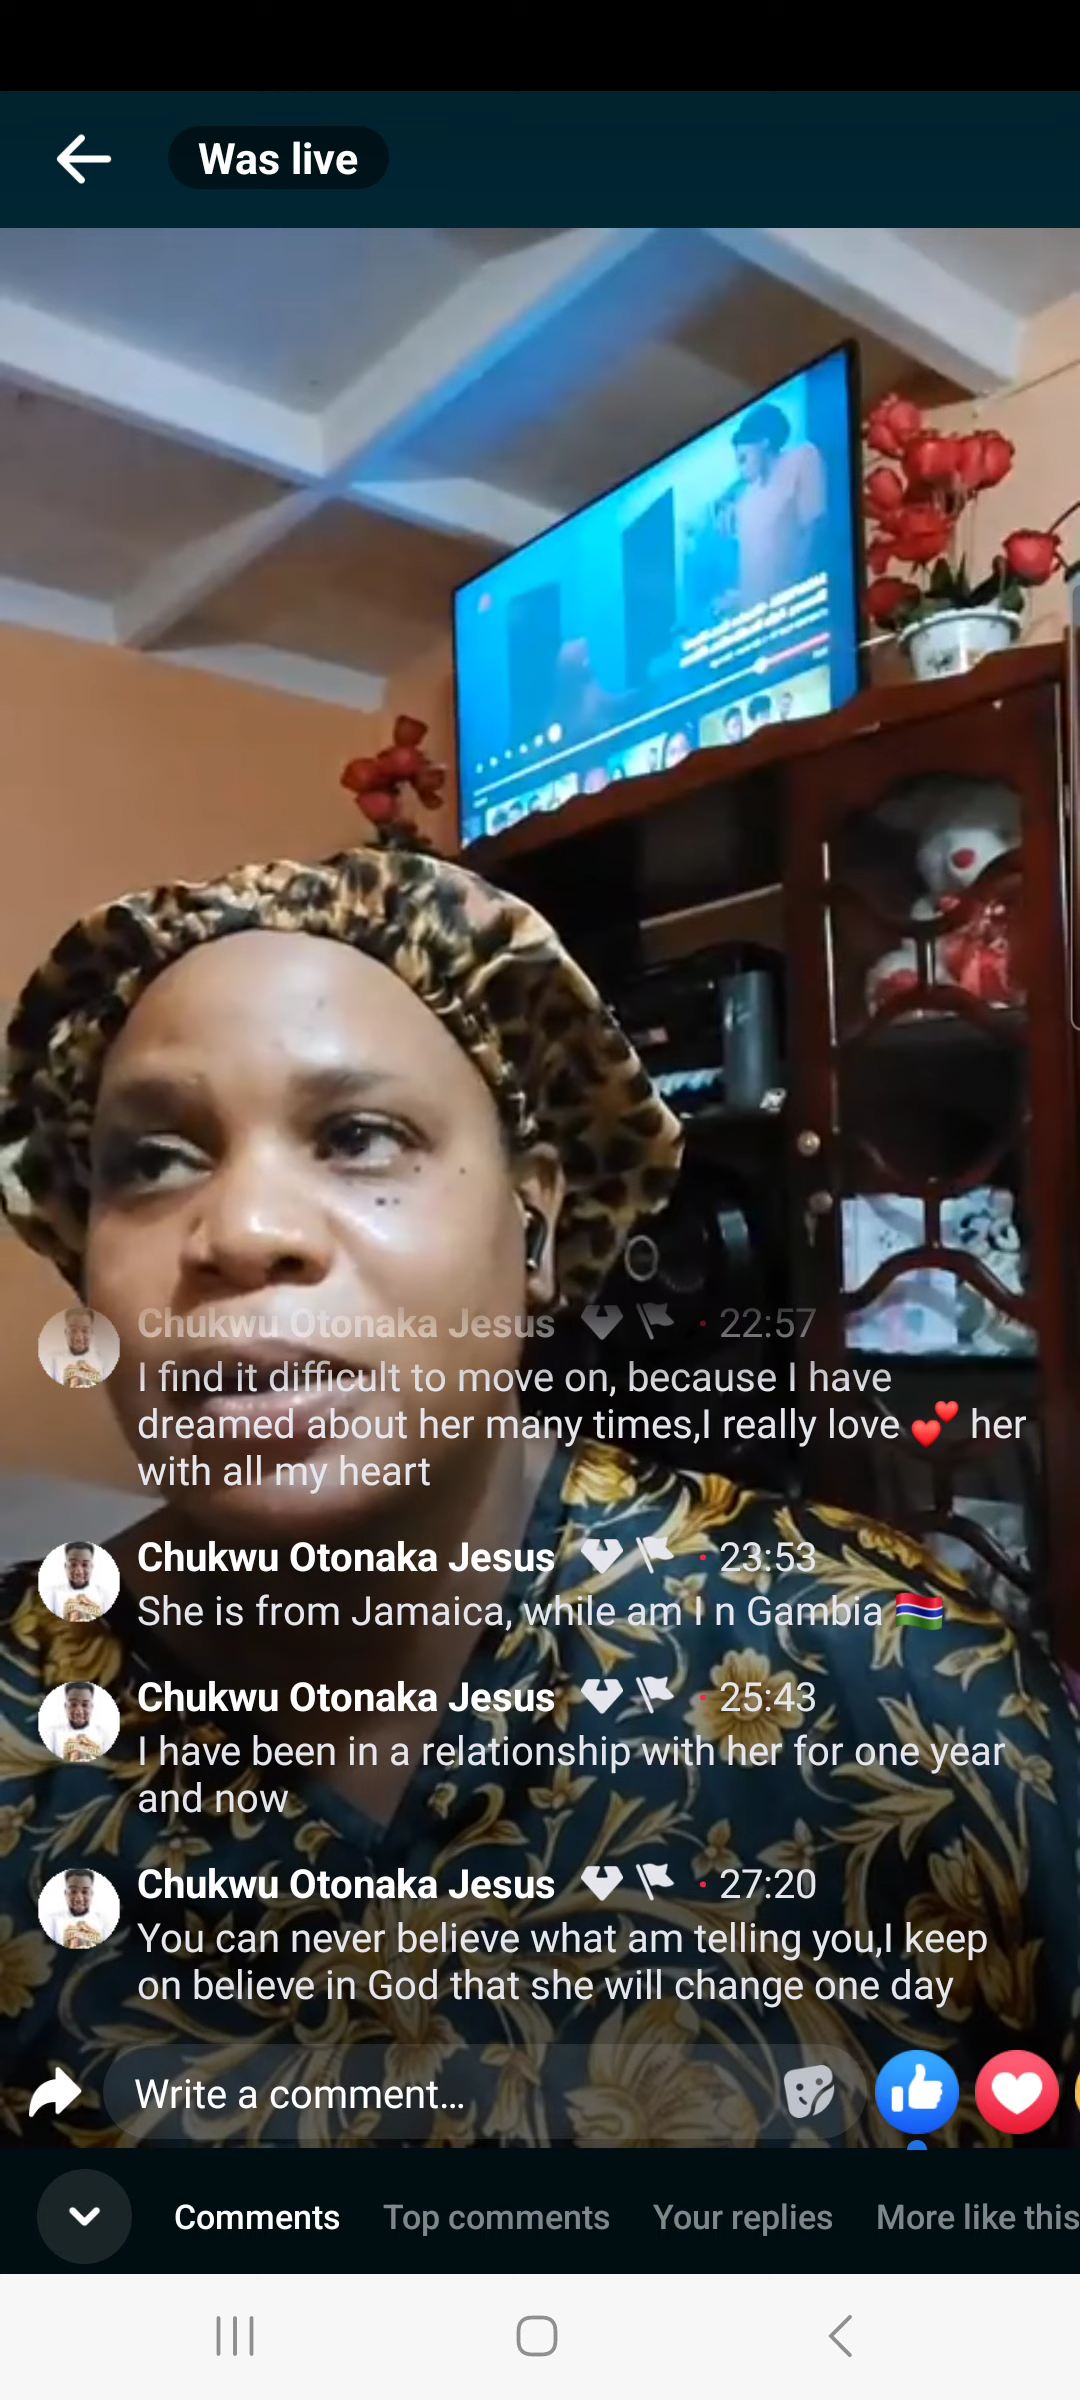 Was live
Chukwu Otonaka Jesus · 22:57
I find it difficult to move on, because I have
dreamed about her many times,I really love 💕 her
with all my heart
Chukwu Otonaka Jesus · 23:53
She is from Jamaica, while am I n Gambia 🇬🇲
Chukwu Otonaka Jesus · 25:43
I have been in a relationship with her for one year
and now
Chukwu Otonaka Jesus · 27:20
You can never believe what am telling you,I keep
on believe in God that she will change one day
Write a comment...
Comments Top comments Your replies More like this